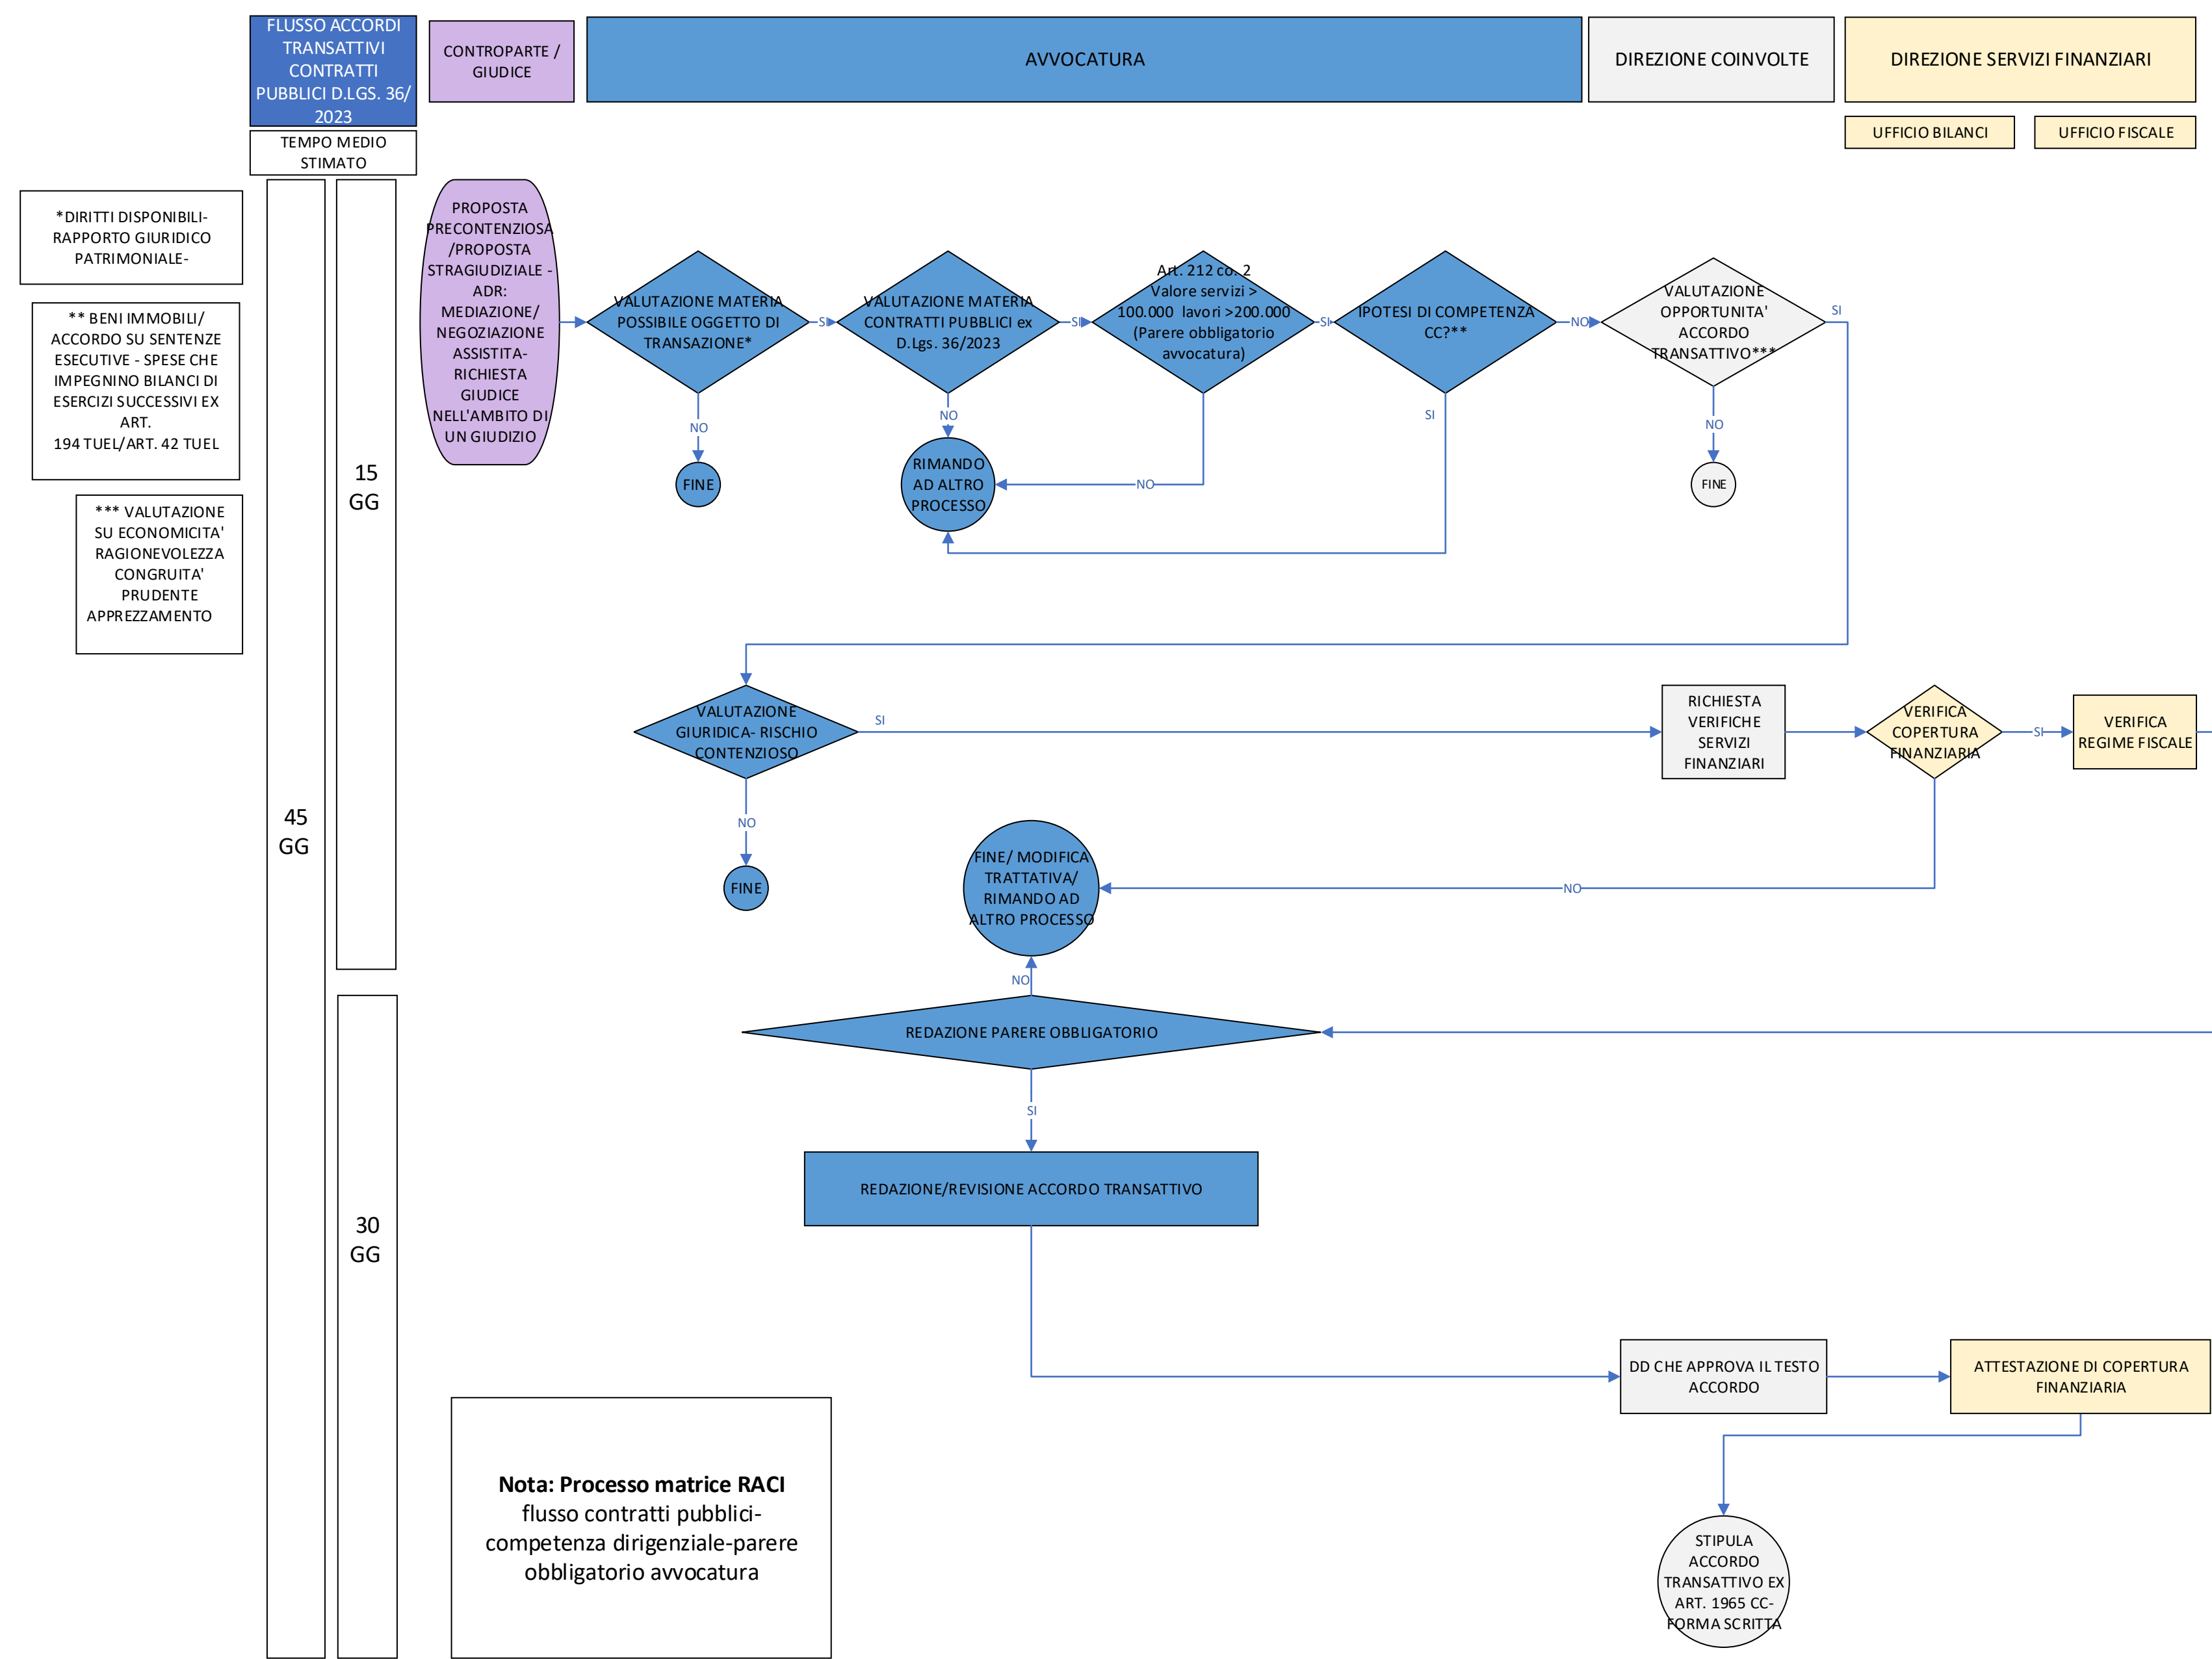 FLUSSO ACCORDI
TRANSATTIVI
CONTRATTI
PUBBLICI D.LGS. 36/
2023
CONTROPARTE /
GIUDICE
AVVOCATURA
DIREZIONE COINVOLTE
DIREZIONE SERVIZI FINANZIARI
TEMPO MEDIO
STIMATO
UFFICIO BILANCI
UFFICIO FISCALE
*DIRITTI DISPONIBILI-
RAPPORTO GIURIDICO
PATRIMONIALE-
** BENI IMMOBILI/
ACCORDO SU SENTENZE
ESECUTIVE - SPESE CHE
IMPEGNINO BILANCI DI
ESERCIZI SUCCESSIVI EX
ART.
194 TUEL/ART. 42 TUEL
*** VALUTAZIONE
SU ECONOMICITA'
RAGIONEVOLEZZA
CONGRUITA'
PRUDENTE
APPREZZAMENTO
45
GG
15
GG
30
GG
PROPOSTA
PRECONTENZIOSA
/PROPOSTA
STRAGIUDIZIALE -
ADR:
MEDIAZIONE/
NEGOZIAZIONE
ASSISTITA-
RICHIESTA
GIUDICE
NELL'AMBITO DI
UN GIUDIZIO
VALUTAZIONE MATERIA
POSSIBILE OGGETTO DI
TRANSAZIONE*
SI
NO
FINE
VALUTAZIONE MATERIA
CONTRATTI PUBBLICI ex
D.Lgs. 36/2023
SI
NO
RIMANDO
AD ALTRO
PROCESSO
Art. 212 co. 2
Valore servizi >
100.000 lavori >200.000
(Parere obbligatorio
avvocatura)
SI
NO
IPOTESI DI COMPETENZA
CC?**
NO
SI
VALUTAZIONE
OPPORTUNITA'
ACCORDO
TRANSATTIVO***
SI
NO
FINE
VALUTAZIONE
GIURIDICA- RISCHIO
CONTENZIOSO
SI
NO
FINE
RICHIESTA
VERIFICHE
SERVIZI
FINANZIARI
VERIFICA
COPERTURA
FINANZIARIA
SI
VERIFICA
REGIME FISCALE
NO
FINE/ MODIFICA
TRATTATIVA/
RIMANDO AD
ALTRO PROCESSO
NO
REDAZIONE PARERE OBBLIGATORIO
SI
REDAZIONE/REVISIONE ACCORDO TRANSATTIVO
DD CHE APPROVA IL TESTO
ACCORDO
ATTESTAZIONE DI COPERTURA
FINANZIARIA
STIPULA
ACCORDO
TRANSATTIVO EX
ART. 1965 CC-
FORMA SCRITTA
Nota: Processo matrice RACI
flusso contratti pubblici-
competenza dirigenziale-parere
obbligatorio avvocatura